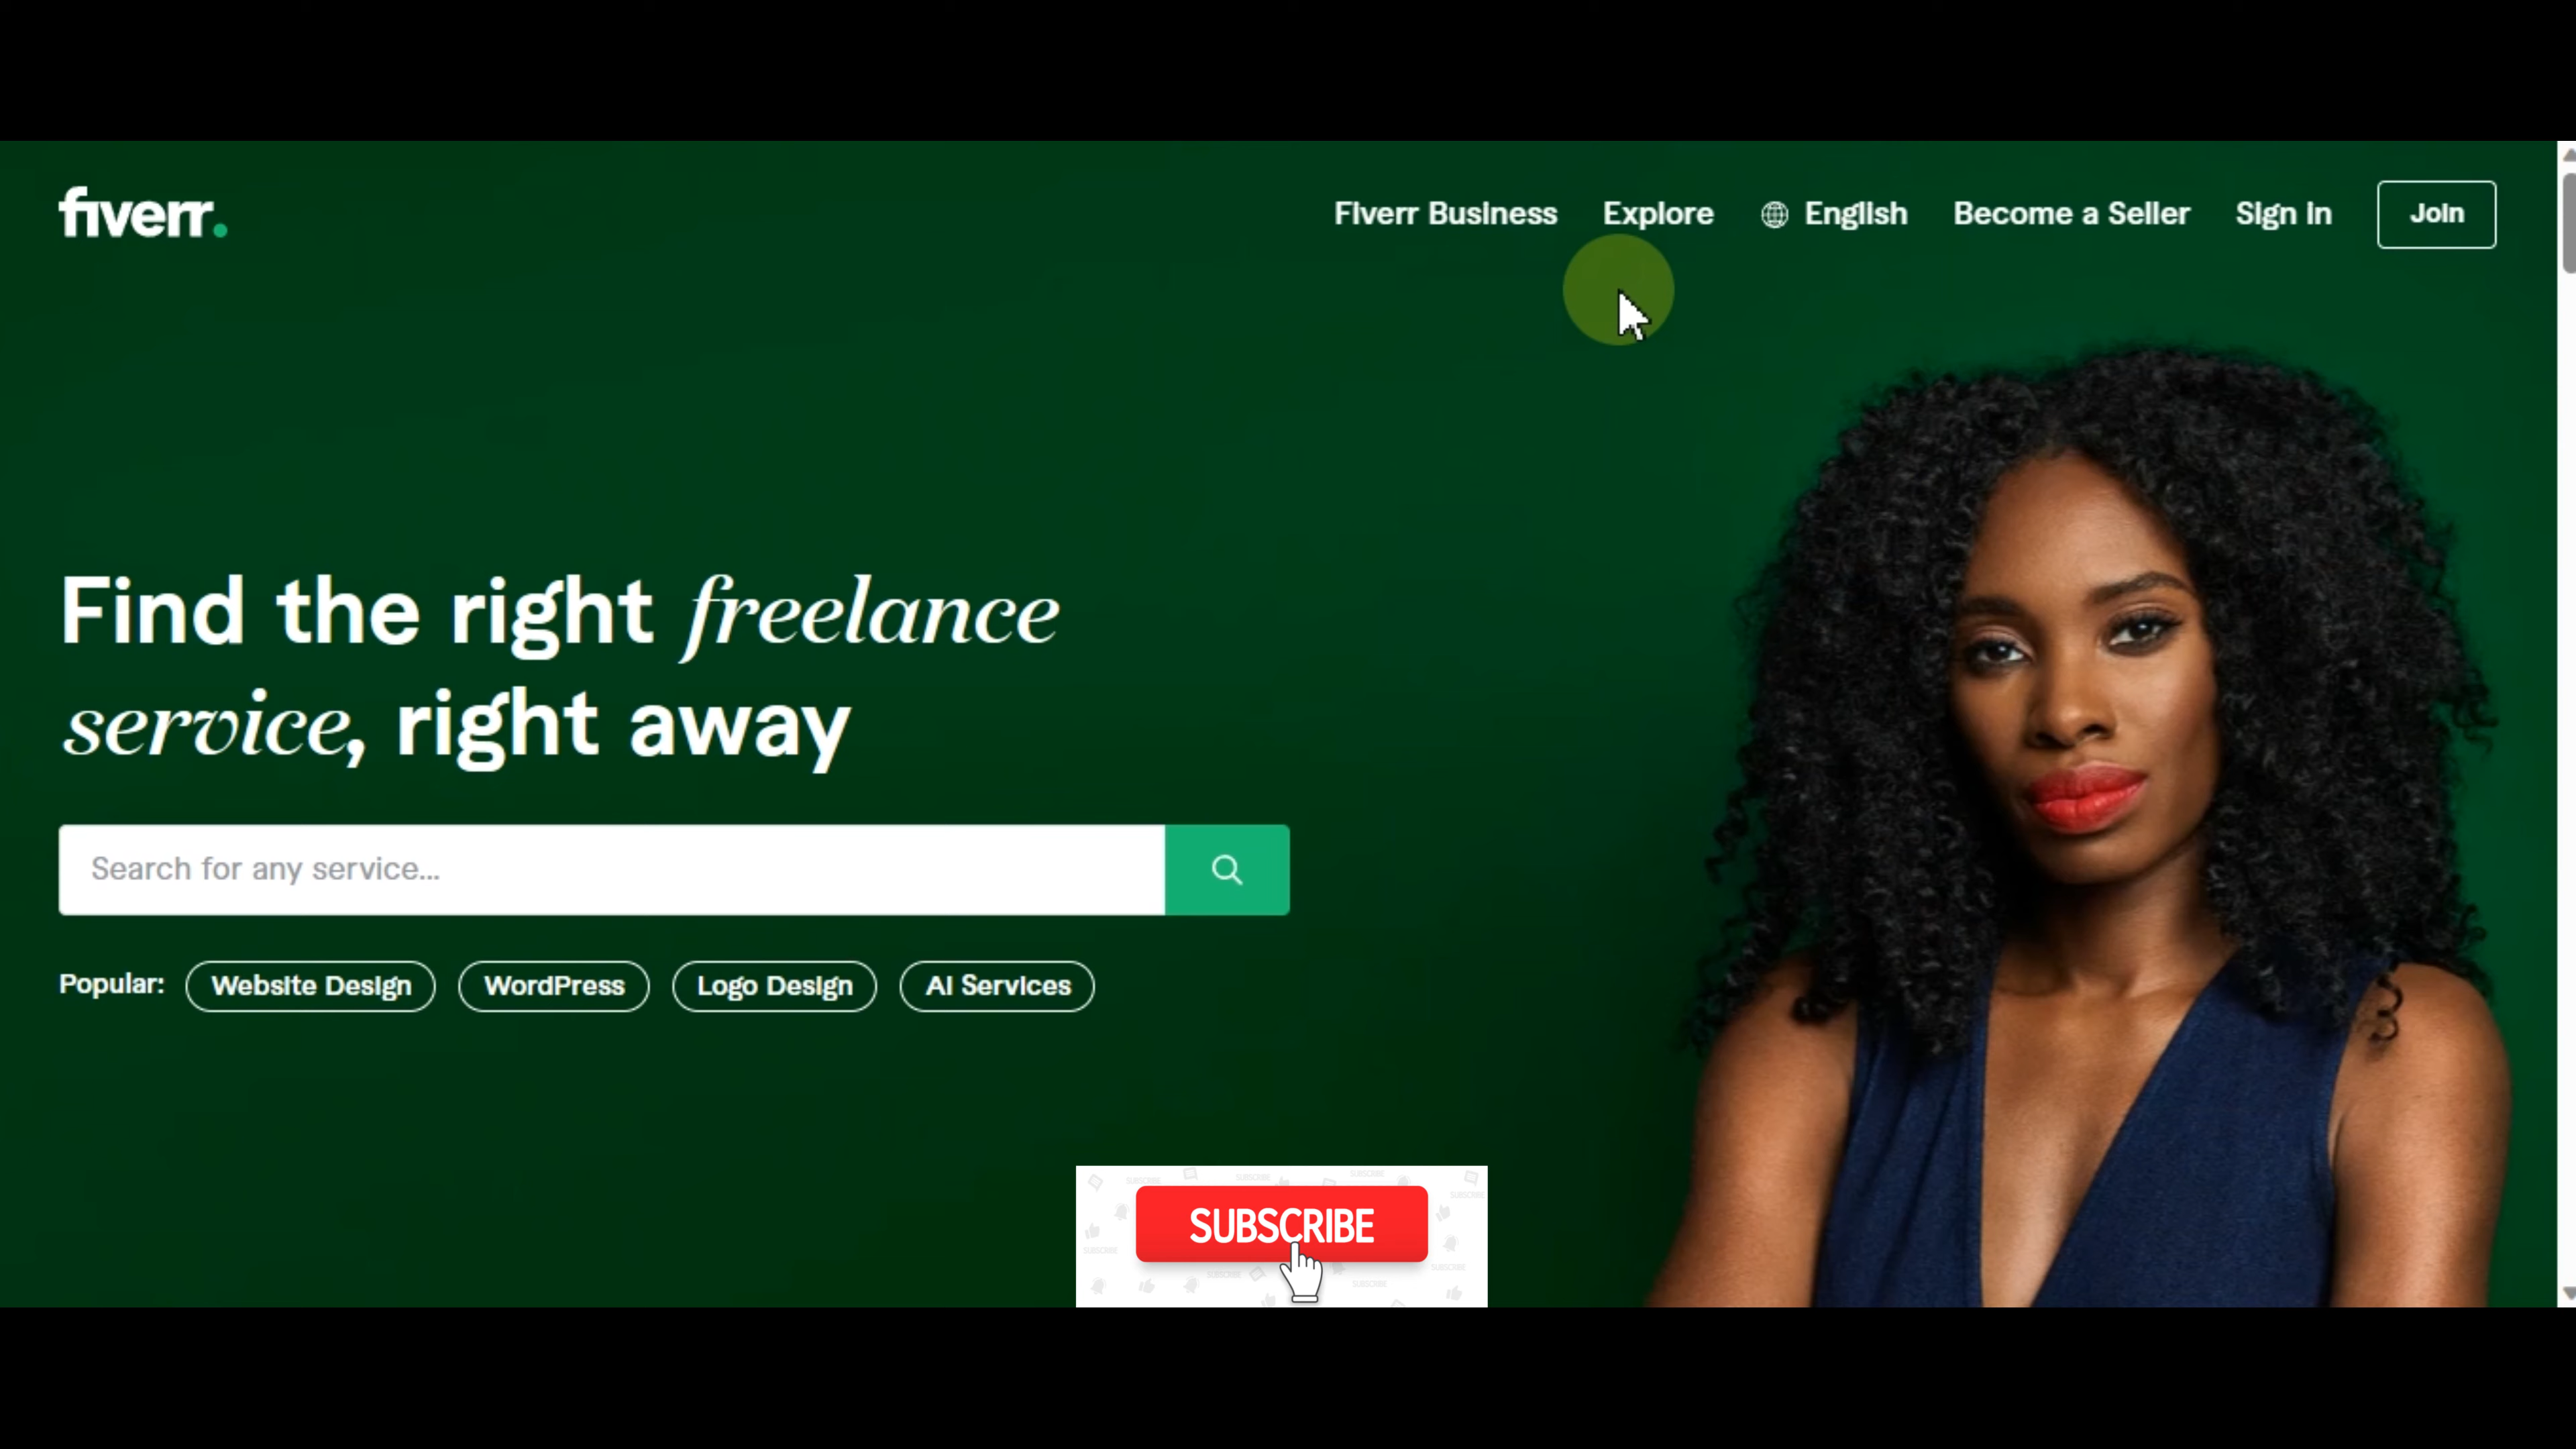 fiverr.
Fiverr Business
Explore
English
Become a Seller
Sign in
Join
Find the right freelance
service, right away
Search for any service...
Popular:
Website Design
WordPress
Logo Design
AI Services
SUBSCRIBE